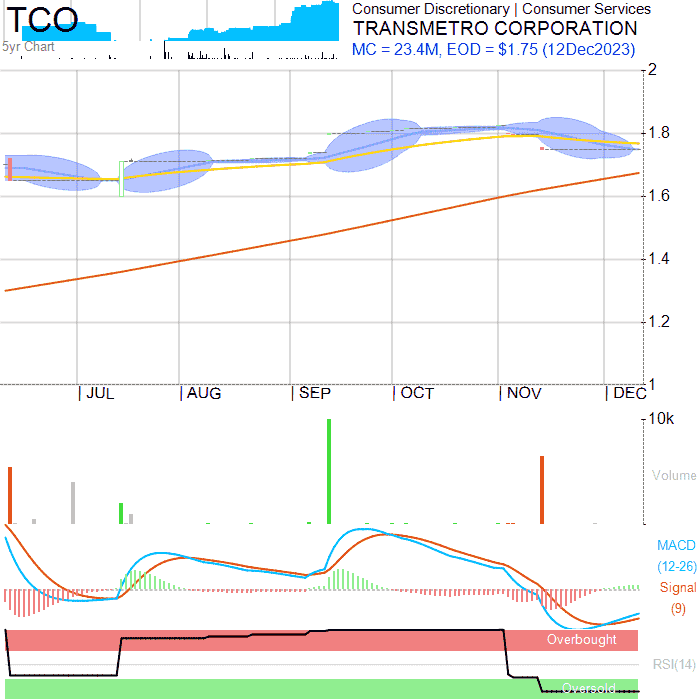 TCO
5yr Chart
Consumer Discretionary | Consumer Services
TRANSMETRO CORPORATION
MC = 23.4M, EOD = $1.75 (12Dec2023)
2
1.8
1.6
1.4
1.2
1
| JUL | AUG | SEP | OCT | NOV | DEC
10k
Volume
MACD
(12-26)
Signal
(9)
Overbought
RSI(14)
Oversold